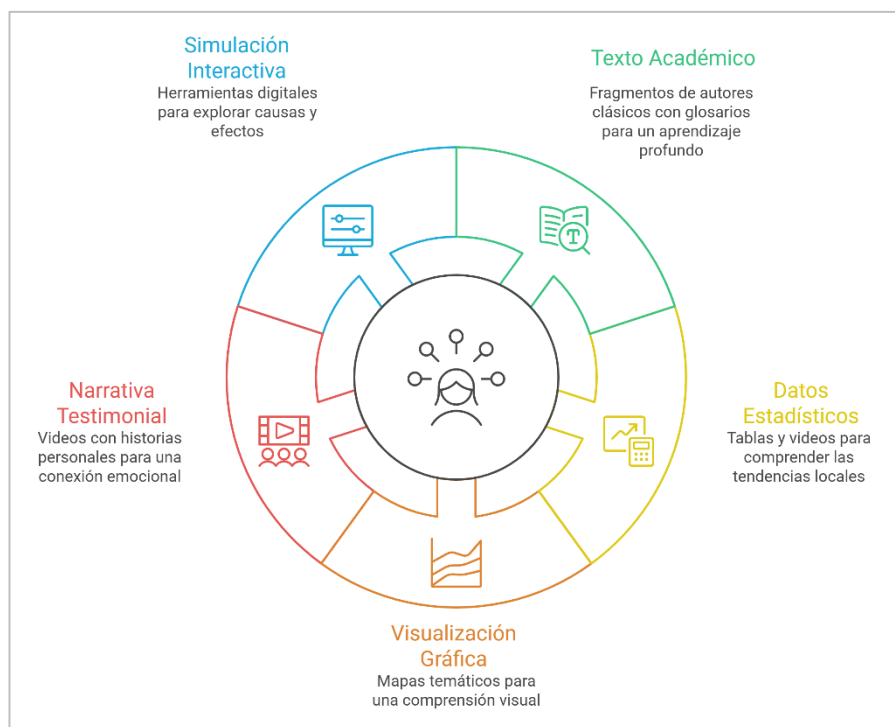 Simulación
Interactiva
Herramientas digitales
para explorar causas y
efectos
Texto Académico
Fragmentos de autores
clásicos con glosarios
para un aprendizaje
profundo
T
Narrativa
Testimonial
Videos con historias
personales para una
conexión emocional
Datos
Estadísticos
Tablas y videos para
comprender las
tendencias locales
Visualización
Gráfica
Mapas temáticos para
una comprensión visual